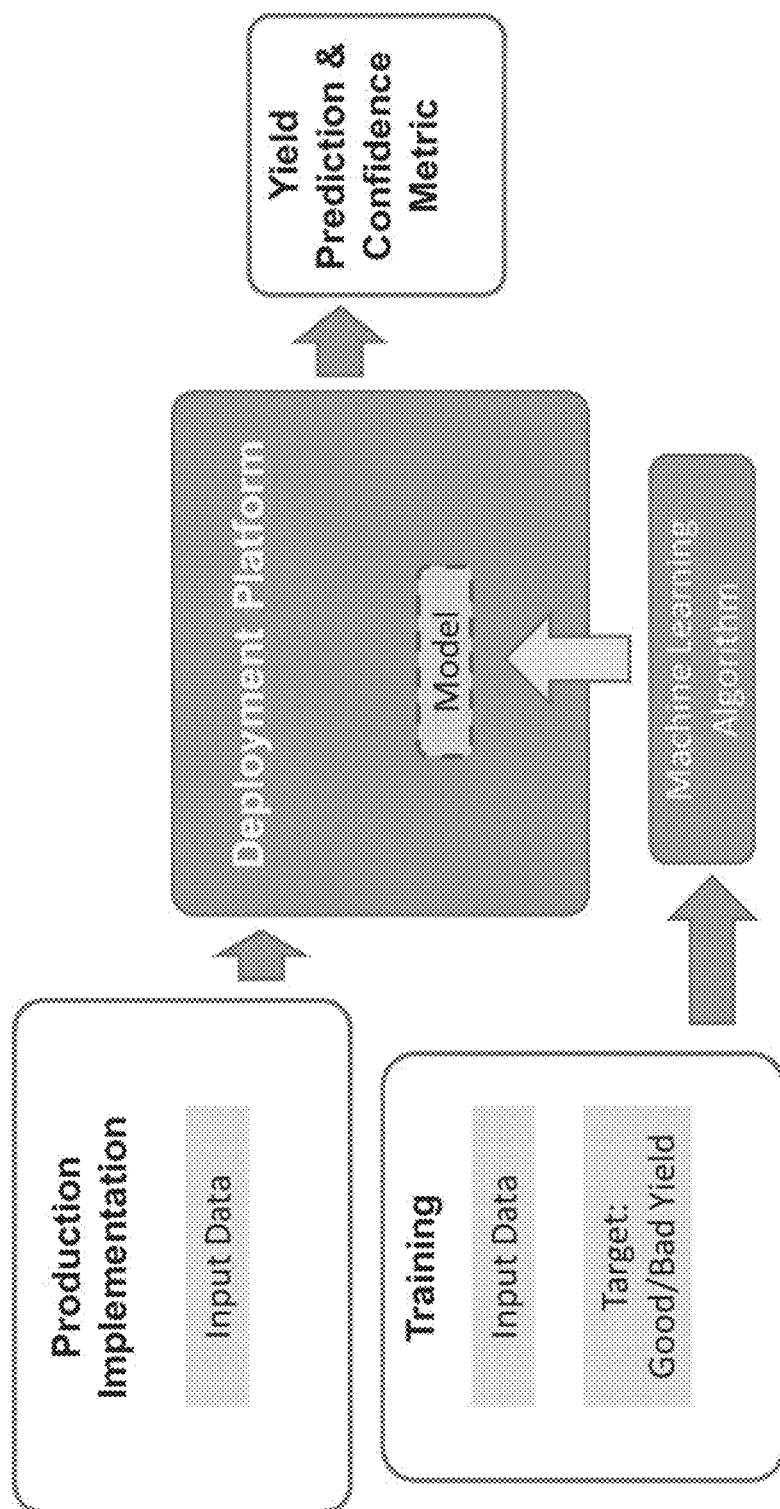 Production
Implementation
Input Data
Training
Input Data
Target:
Good/Bad Yield
Deployment Platform
Model
Machine Learning
Algorithm
Yield
Prediction &
Confidence
Metric